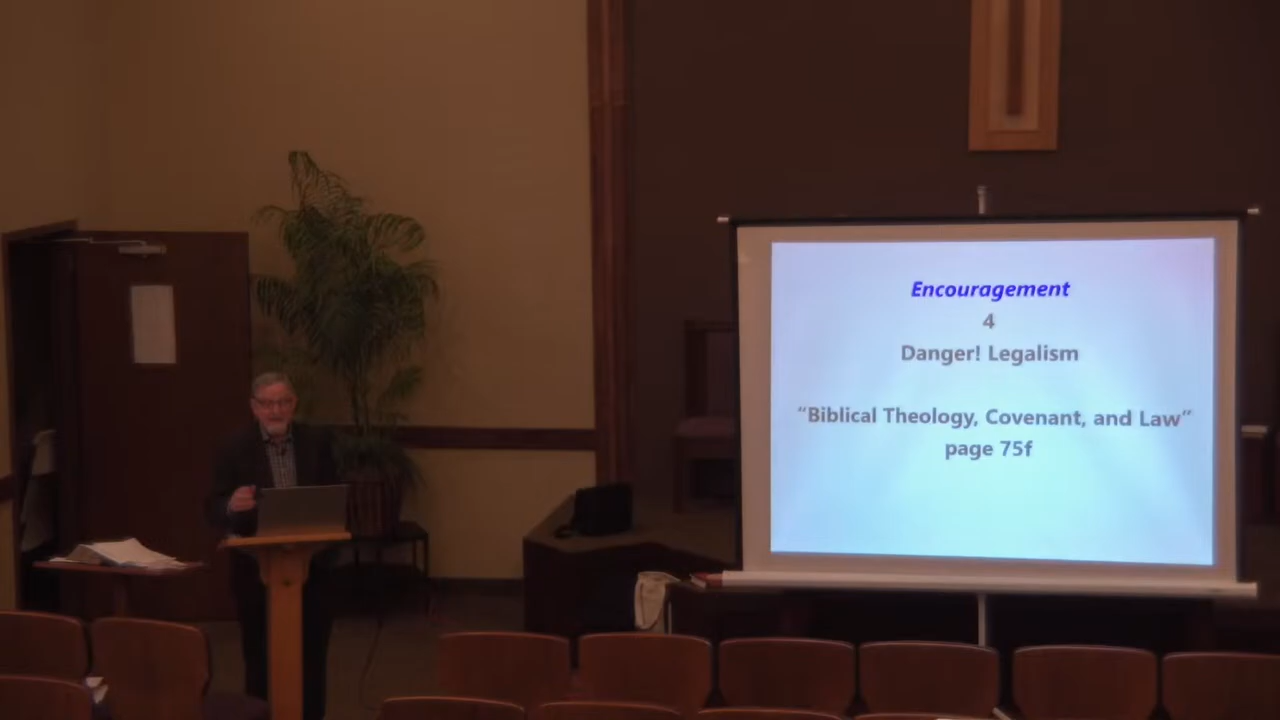 Encouragement
4
Danger! Legalism
“Biblical Theology, Covenant, and Law”
page 75f